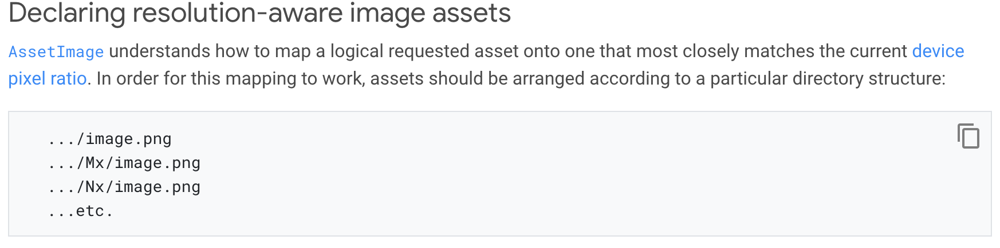 Declaring resolution-aware image assets
AssetImage understands how to map a logical requested asset onto one that most closely matches the current device
pixel ratio. In order for this mapping to work, assets should be arranged according to a particular directory structure:
.../image.png
.../Mx/image.png
.../Nx/image.png
...etc.